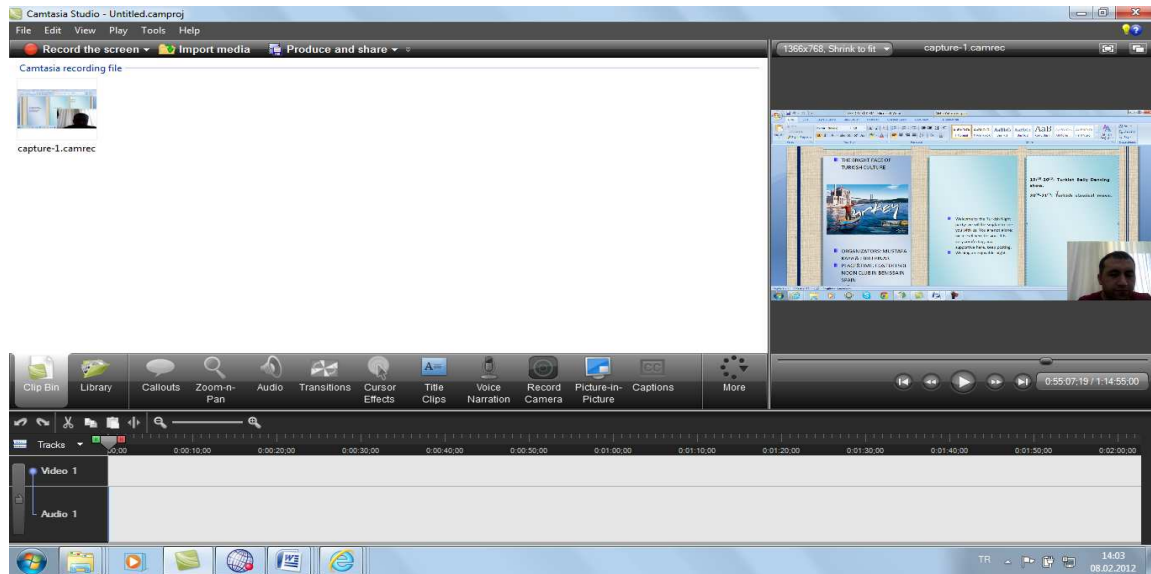 Camtasia Studio - Untitled.camproj
File Edit View Play Tools Help
Record the screen Import media Produce and share
1366x768, Shrink to fit capture-1.camrec
Camtasia recording file
capture-1.camrec
THE BRIGHT FACE OF
TURKISH CULTURE
Turkey
Turkish Belly Dancing
show.
Turkish classical music.
Clip Bin Library Callouts Zoom-n-Pan Audio Transitions Cursor Effects Title Clips Voice Narration Record Camera Picture-in-Picture Captions More
0:55:07;19 / 1:14:55;00
Tracks
0:00:10;00 0:00:20;00 0:00:30;00 0:00:40;00 0:00:50;00 0:01:00;00 0:01:10;00 0:01:20;00 0:01:30;00 0:01:40;00 0:01:50;00 0:02:00;00
Video 1
Audio 1
TR 14:03
08.02.2012